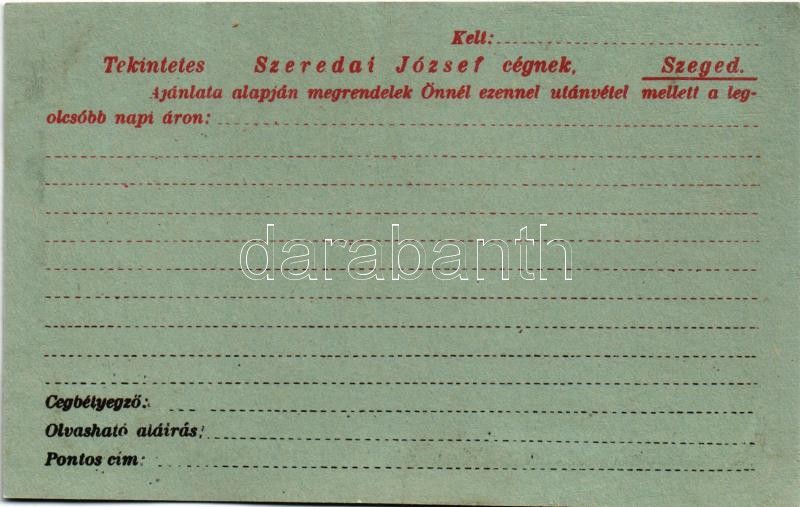 Kelt:
Tekintetes Szeredai József cégnek, Szeged.
Ajánlata alapján megrendelek Önnél ezennel utánvétel mellett a leg-
olcsóbb napi áron:
darabanth
Cegbélyegző:
Olvasható aláírás:
Pontos cím: